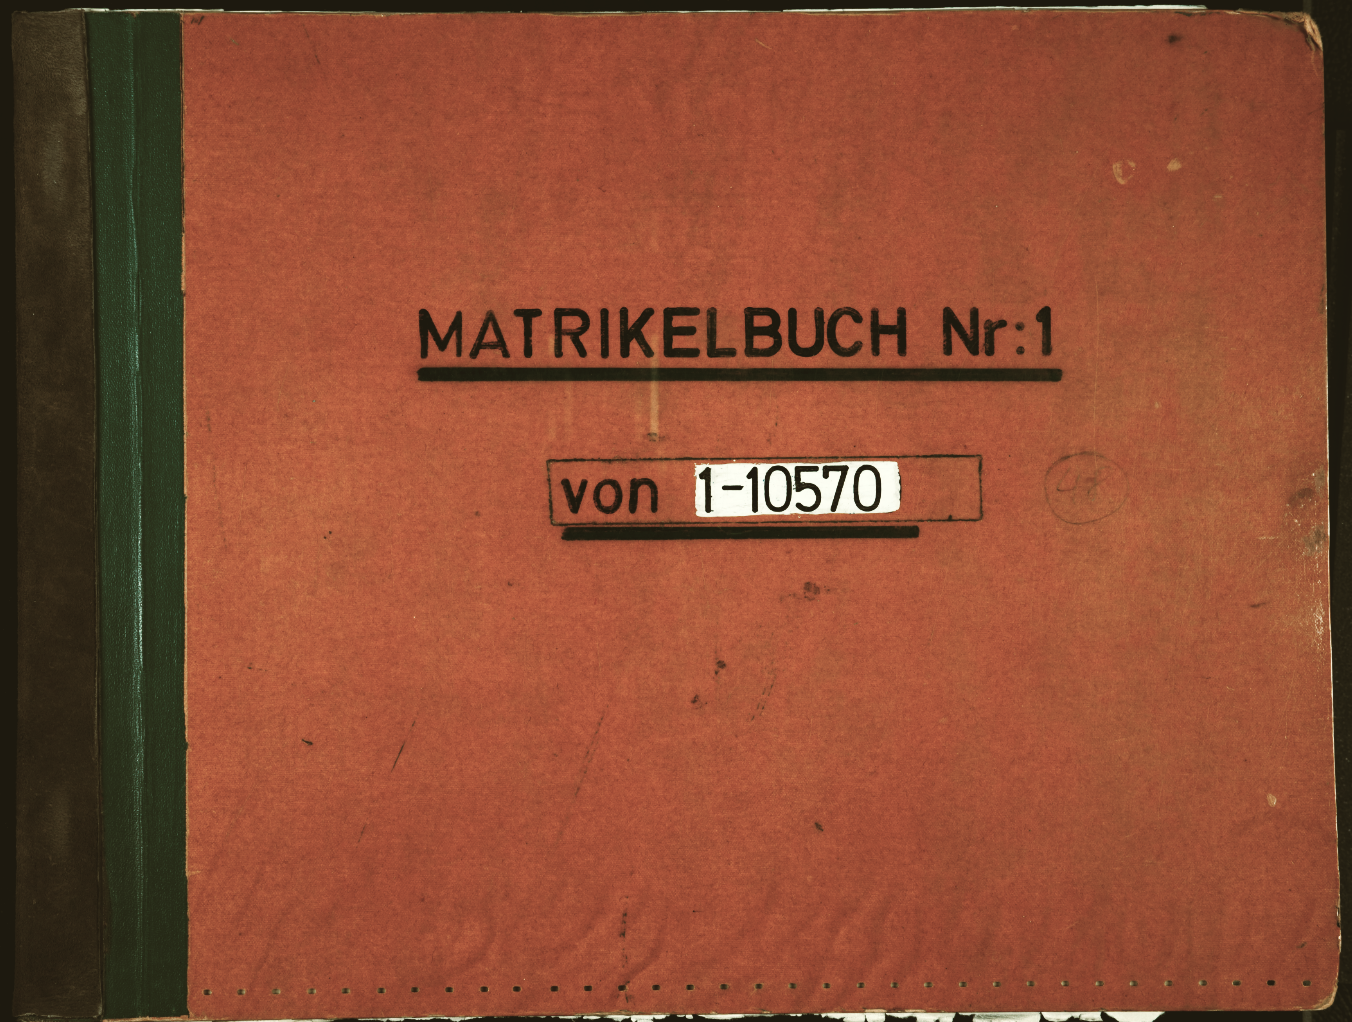 MATRIKELBUCH Nr:1
von 1-10570